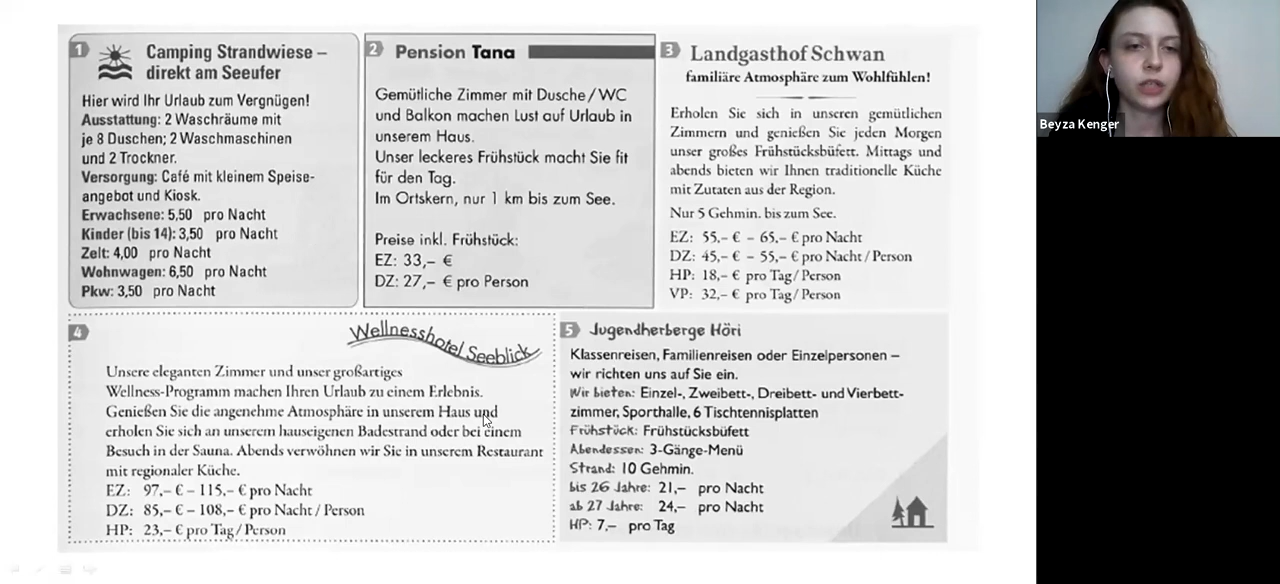 1
Camping Strandwiese –
direkt am Seeufer
Hier wird Ihr Urlaub zum Vergnügen!
Ausstattung: 2 Waschräume mit
je 8 Duschen; 2 Waschmaschinen
und 2 Trockner.
Versorgung: Café mit kleinem Speise-
angebot und Kiosk.
Erwachsene: 5,50 pro Nacht
Kinder (bis 14): 3,50 pro Nacht
Zelt: 4,00 pro Nacht
Wohnwagen: 6,50 pro Nacht
Pkw: 3,50 pro Nacht
2
Pension Tana
Gemütliche Zimmer mit Dusche/WC
und Balkon machen Lust auf Urlaub in
unserem Haus.
Unser leckeres Frühstück macht Sie fit
für den Tag.
Im Ortskern, nur 1 km bis zum See.
Preise inkl. Frühstück:
EZ: 33,– €
DZ: 27,– € pro Person
3
Landgasthof Schwan
familiäre Atmosphäre zum Wohlfühlen!
Erholen Sie sich in unseren gemütlichen
Zimmern und genießen Sie jeden Morgen
unser großes Frühstücksbüfett. Mittags und
abends bieten wir Ihnen traditionelle Küche
mit Zutaten aus der Region.
Nur 5 Gehmin. bis zum See.
EZ: 55,– € – 65,– € pro Nacht
DZ: 45,– € – 55,– € pro Nacht/Person
HP: 18,– € pro Tag/Person
VP: 32,– € pro Tag/Person
4
Wellnesshotel Seeblick
Unsere eleganten Zimmer und unser großartiges
Wellness-Programm machen Ihren Urlaub zu einem Erlebnis.
Genießen Sie die angenehme Atmosphäre in unserem Haus und
erholen Sie sich an unserem hauseigenen Badestrand oder bei einem
Besuch in der Sauna. Abends verwöhnen wir Sie in unserem Restaurant
mit regionaler Küche.
EZ: 97,– € – 115,– € pro Nacht
DZ: 85,– € – 108,– € pro Nacht/Person
HP: 23,– € pro Tag/Person
5
Jugendherberge Höri
Klassenreisen, Familienreisen oder Einzelpersonen –
wir richten uns auf Sie ein.
Wir bieten: Einzel-, Zweibett-, Dreibett- und Vierbett-
zimmer, Sporthalle, 6 Tischtennisplatten
Frühstück: Frühstücksbüfett
Abendessen: 3-Gänge-Menü
Strand: 10 Gehmin.
bis 26 Jahre: 21,– pro Nacht
ab 27 Jahre: 24,– pro Nacht
HP: 7,– pro Tag
Beyza Kenger